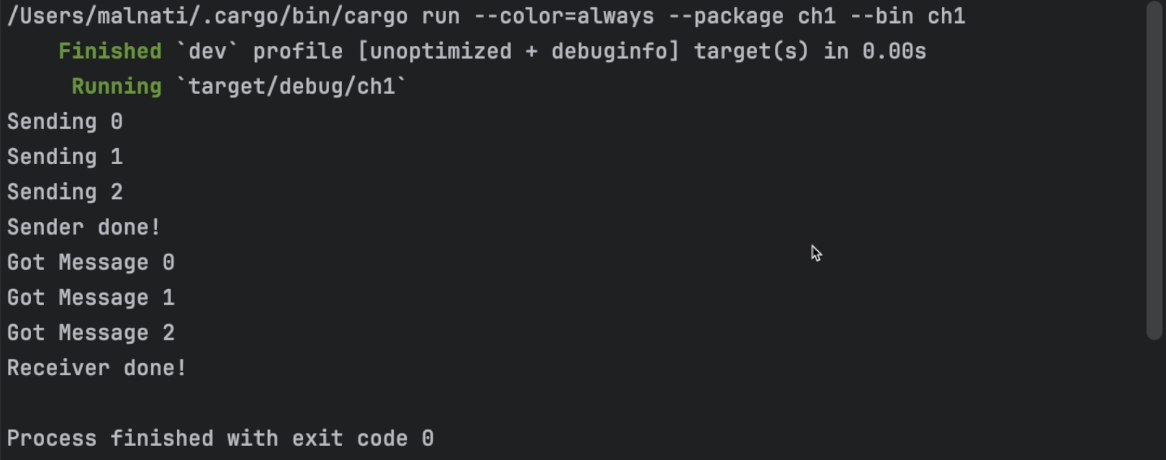 /Users/malnati/.cargo/bin/cargo run --color=always --package ch1 --bin ch1
Finished `dev` profile [unoptimized + debuginfo] target(s) in 0.00s
Running `target/debug/ch1`
Sending 0
Sending 1
Sending 2
Sender done!
Got Message 0
Got Message 1
Got Message 2
Receiver done!
Process finished with exit code 0